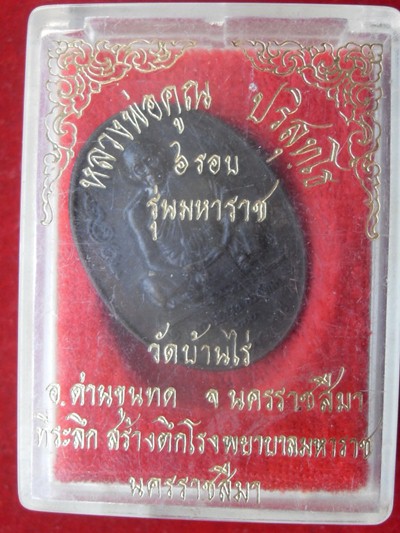 หลวงพ่อคูณ ปริสุทโธ
๖ รอบ
รุ่นมหาราช
วัดบ้านไร่
อ.ด่านขุนทด จ นครราชสีมา
ที่ระลึก สร้างตึกโรงพยาบาลมหาราช
นครราชสีมา